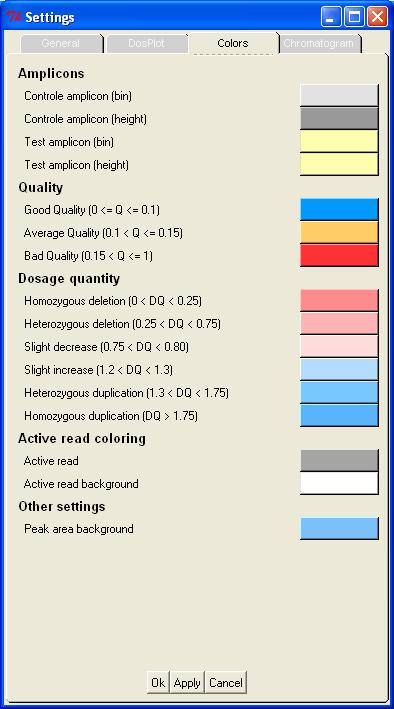 Settings
General DosPlot Colors Chromatogram
Amplicons
Controle amplicon (bin)
Controle amplicon (height)
Test amplicon (bin)
Test amplicon (height)
Quality
Good Quality (0 <= Q <= 0.1)
Average Quality (0.1 < Q <= 0.15)
Bad Quality (0.15 < Q <= 1)
Dosage quantity
Homozygous deletion (0 < DQ < 0.25)
Heterozygous deletion (0.25 < DQ < 0.75)
Slight decrease (0.75 < DQ < 0.80)
Slight increase (1.2 < DQ < 1.3)
Heterozygous duplication (1.3 < DQ < 1.75)
Homozygous duplication (DQ > 1.75)
Active read coloring
Active read
Active read background
Other settings
Peak area background
Ok Apply Cancel